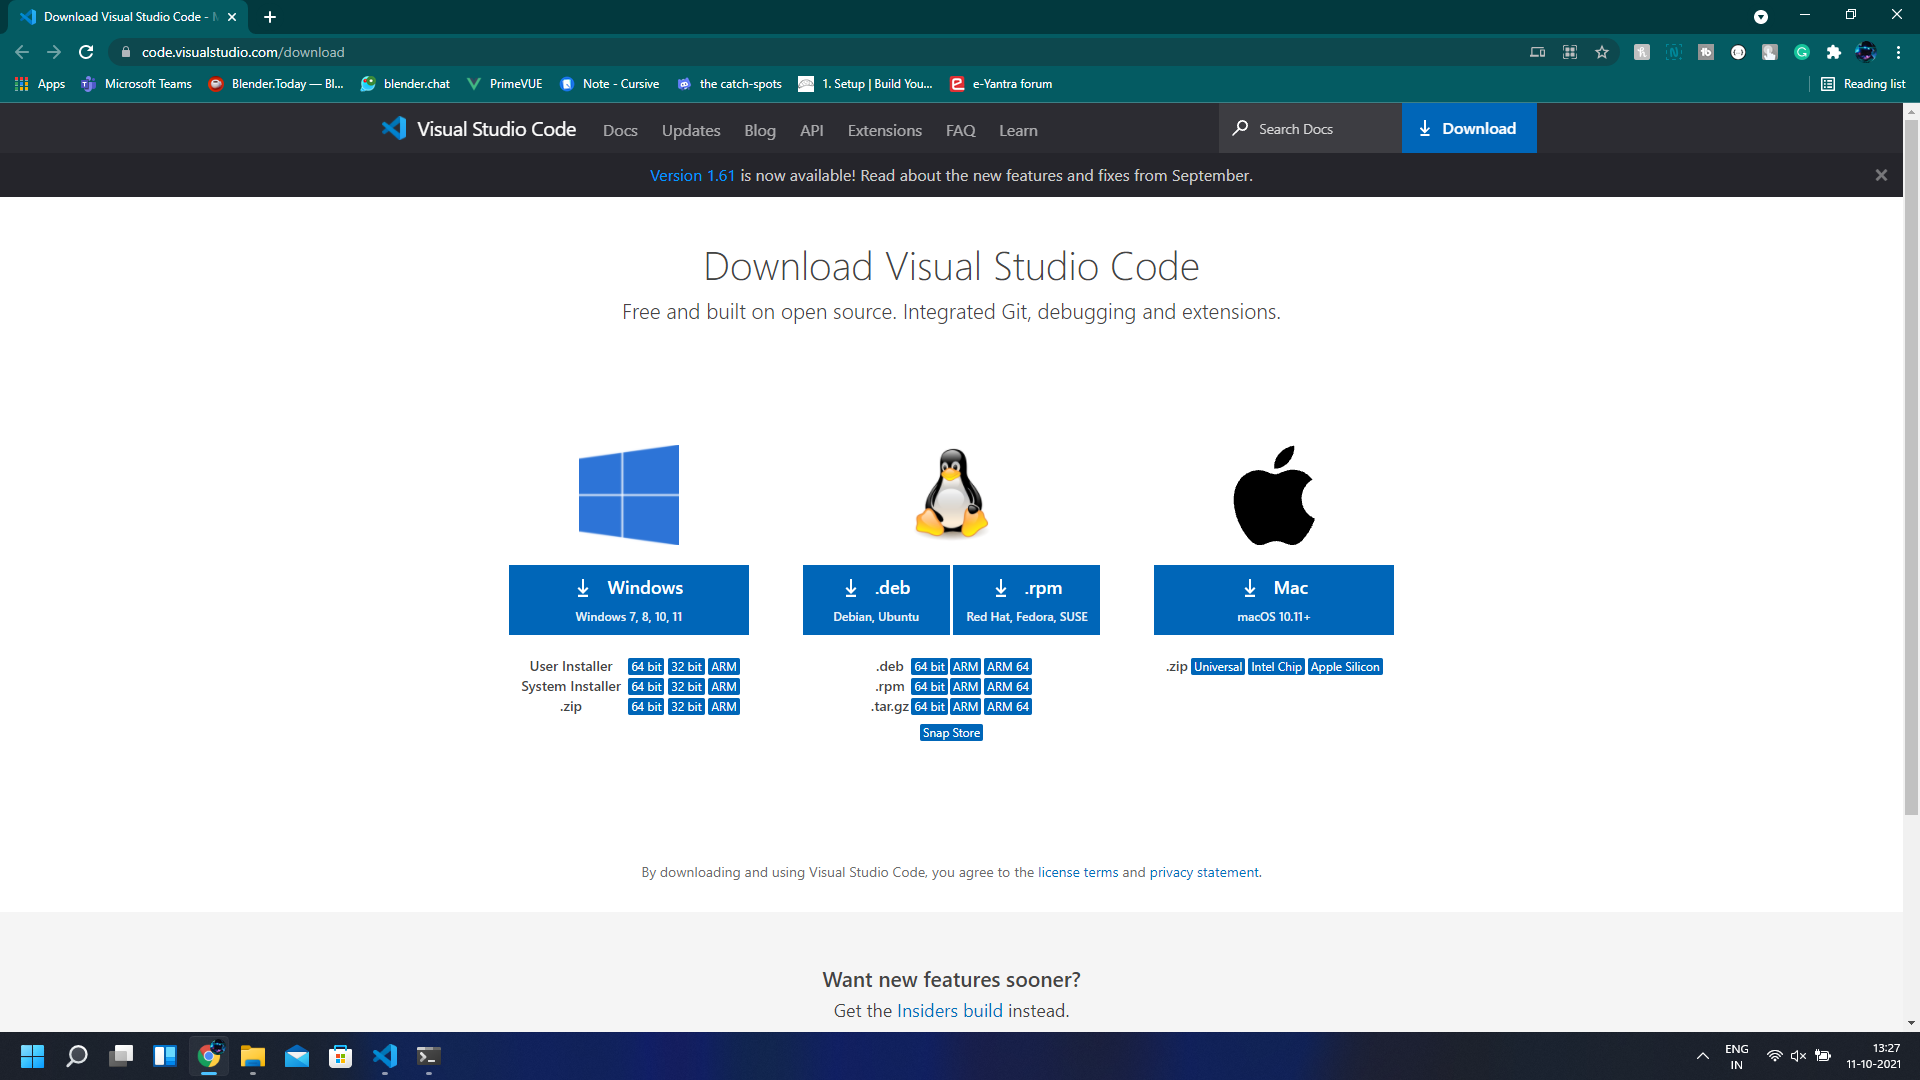 Download Visual Studio Code -
code.visualstudio.com/download
Apps Microsoft Teams Blender.Today — Bl... blender.chat PrimeVUE Note - Cursive the catch-spots 1. Setup | Build You... e-Yantra forum Reading list
Visual Studio Code Docs Updates Blog API Extensions FAQ Learn Search Docs Download
Version 1.61 is now available! Read about the new features and fixes from September.
Download Visual Studio Code
Free and built on open source. Integrated Git, debugging and extensions.
Windows
Windows 7, 8, 10, 11
User Installer 64 bit 32 bit ARM
System Installer 64 bit 32 bit ARM
.zip 64 bit 32 bit ARM
.deb
Debian, Ubuntu
.rpm
Red Hat, Fedora, SUSE
.deb 64 bit ARM ARM 64
.rpm 64 bit ARM ARM 64
.tar.gz 64 bit ARM ARM 64
Snap Store
Mac
macOS 10.11+
.zip Universal Intel Chip Apple Silicon
By downloading and using Visual Studio Code, you agree to the license terms and privacy statement.
Want new features sooner?
Get the Insiders build instead.
ENG
IN
13:27
11-10-2021